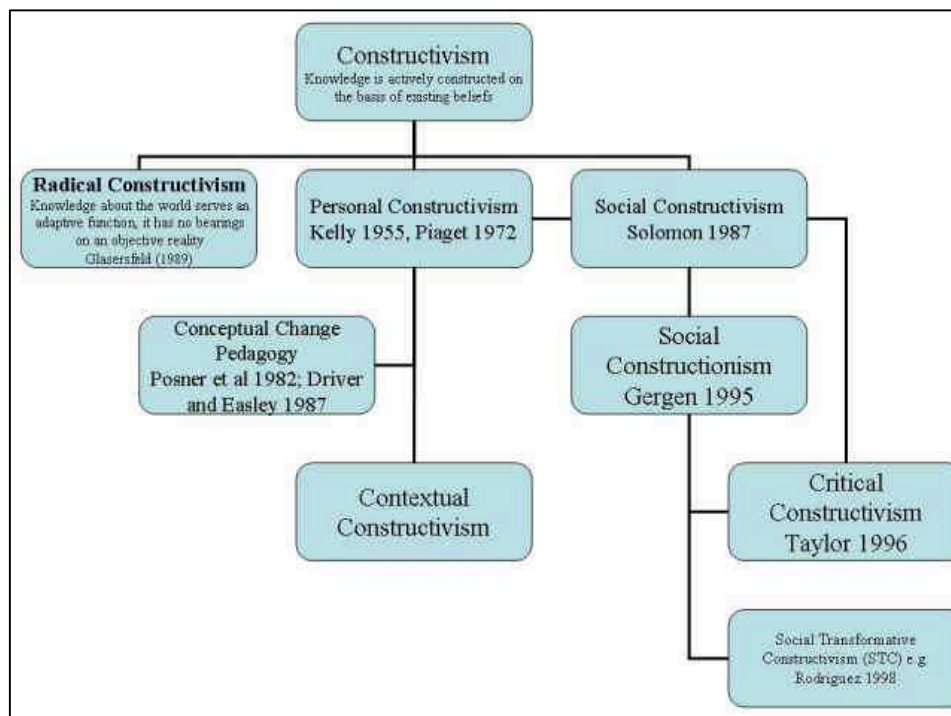 Constructivism
Knowledge is actively constructed on
the basis of existing beliefs
Radical Constructivism
Knowledge about the world serves an
adaptive function, it has no bearings
on an objective reality
Glasersfeld (1989)
Personal Constructivism
Kelly 1955, Piaget 1972
Social Constructivism
Solomon 1987
Conceptual Change
Pedagogy
Posner et al 1982; Driver
and Easley 1987
Social
Constructionism
Gergen 1995
Contextual
Constructivism
Critical
Constructivism
Taylor 1996
Social Transformative
Constructivism (STC) e.g
Rodriguez 1998